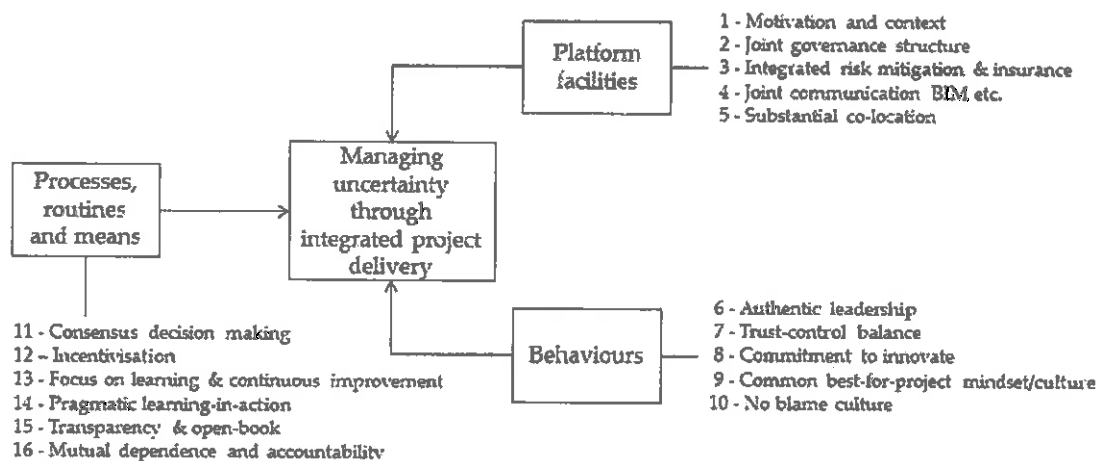 Platform
facilities
1 - Motivation and context
2 - Joint governance structure
3 - Integrated risk mitigation & insurance
4 - Joint communication BIM, etc.
5 - Substantial co-location
Managing
uncertainty
through
integrated project
delivery
Processes,
routines
and means
11 - Consensus decision making
12 - Incentivisation
13 - Focus on learning & continuous improvement
14 - Pragmatic learning-in-action
15 - Transparency & open-book
16 - Mutual dependence and accountability
Behaviours
6 - Authentic leadership
7 - Trust-control balance
8 - Commitment to innovate
9 - Common best-for-project mindset/culture
10 - No blame culture